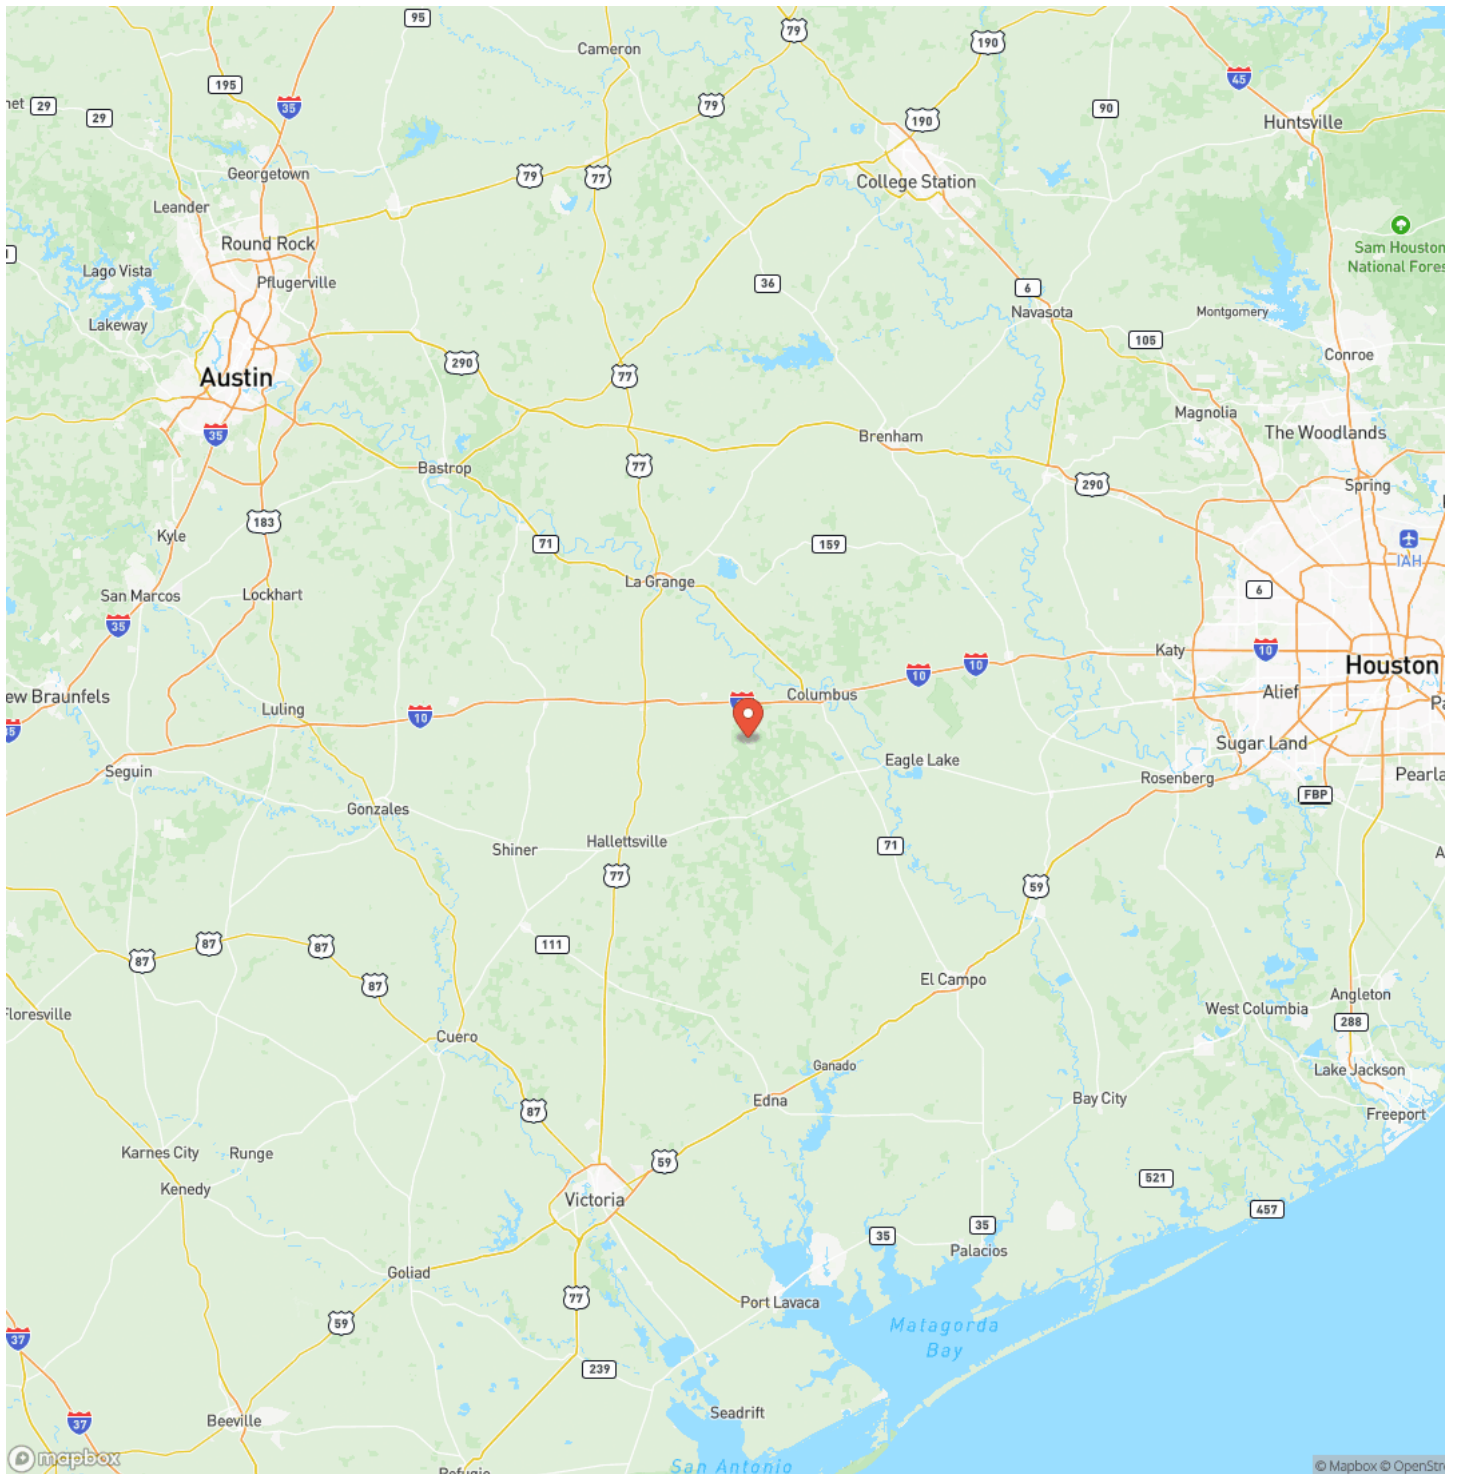 95
79
Cameron
190
45
195
35
29
29
79
90
190
Huntsville
Georgetown
79
77
College Station
Leander
Round Rock
Sam Houston
National Fores
Lago Vista
Pflugerville
36
6
Lakeway
Navasota
Montgomery
105
290
77
Conroe
Austin
Magnolia
35
Brenham
The Woodlands
Bastrop
77
290
Spring
183
Kyle
71
159
IAH
La Grange
6
San Marcos
Lockhart
35
Katy
10
10
10
Houston
ew Braunfels
Luling
10
Columbus
Alief
35
Sugar Land
Seguin
Eagle Lake
Rosenberg
Pearla
FBP
Gonzales
Hallettsville
Shiner
71
77
59
87
87
87
111
87
El Campo
Floresville
Angleton
West Columbia
288
Cuero
Ganado
Lake Jackson
87
Edna
Bay City
Freeport
Karnes City
Runge
59
Kenedy
Victoria
521
457
35
35
Palacios
Goliad
77
Port Lavaca
59
Matagorda
Bay
37
239
Seadrift
37
Beeville
mapbox
San Antonio
Refugio
© Mapbox © OpenStr